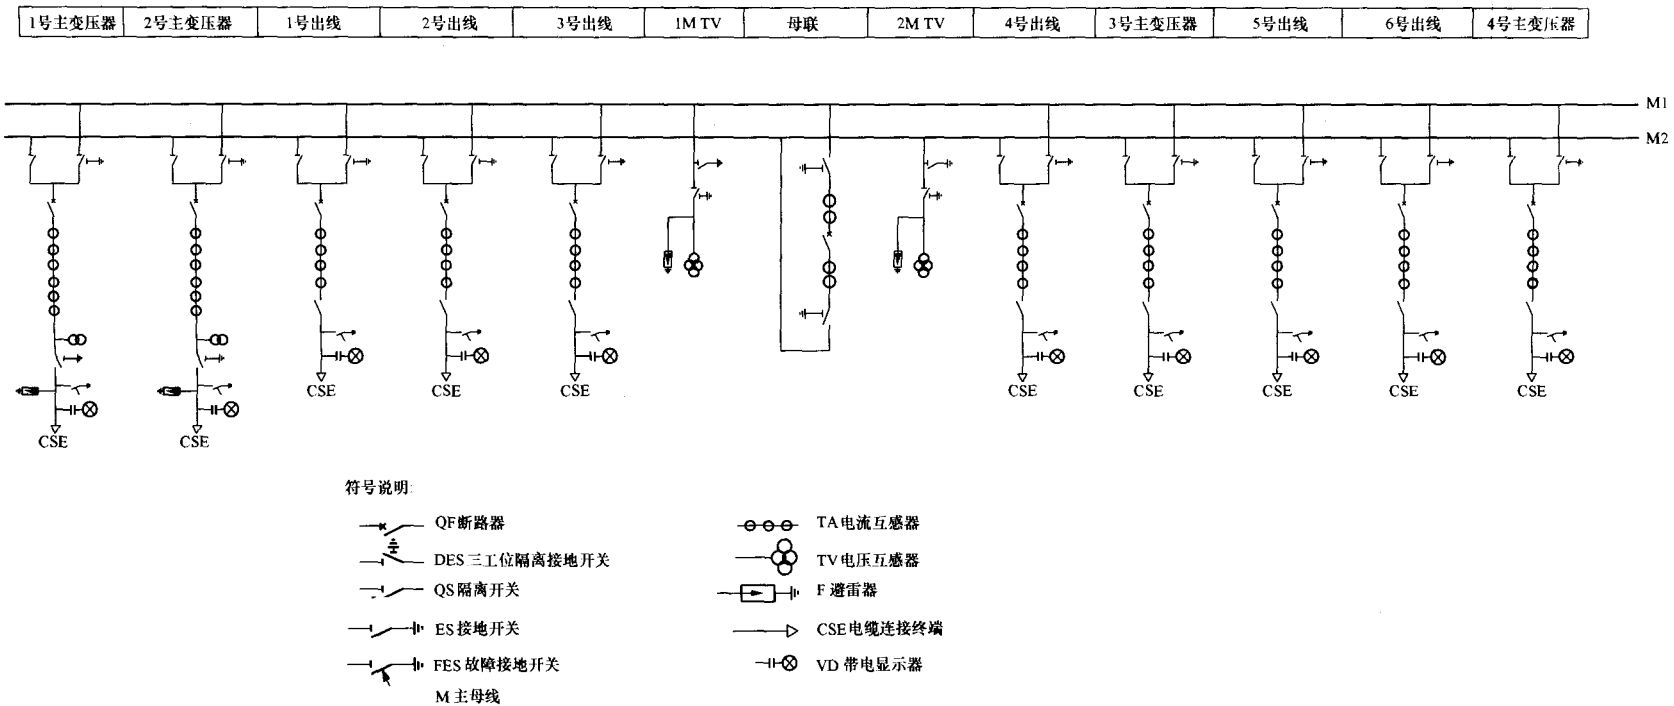 1号主变压器 2号主变压器 1号出线 2号出线 3号出线 1M TV 母联 2M TV 4号出线 3号主变压器 5号出线 6号出线 4号主变压器
M1
M2
CSE CSE CSE CSE CSE CSE CSE CSE
CSE CSE
符号说明:
QF断路器 TA电流互感器
DES三工位隔离接地开关 TV电压互感器
QS隔离开关 F避雷器
ES接地开关 CSE电缆连接终端
FES故障接地开关 VD带电显示器
M主母线